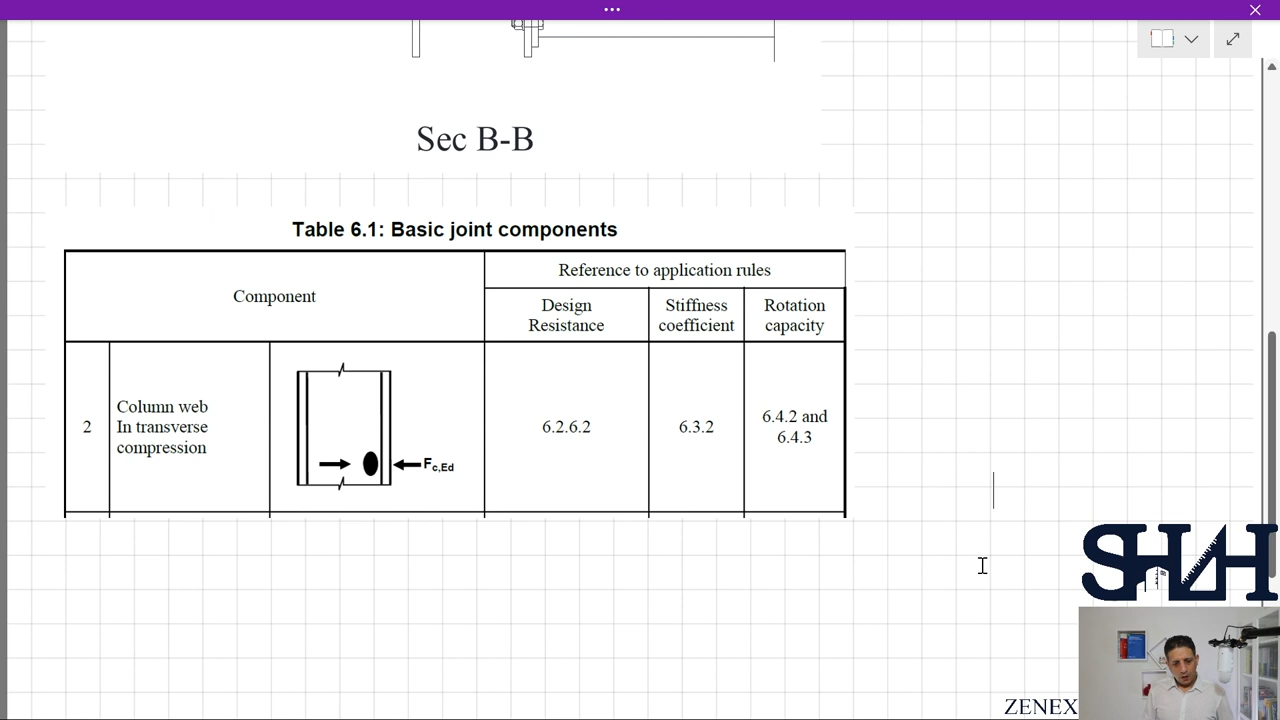 Sec B-B
Table 6.1: Basic joint components
Component
Reference to application rules
Design
Resistance
Stiffness
coefficient
Rotation
capacity
2
Column web
In transverse
compression
Fc,Ed
6.2.6.2
6.3.2
6.4.2 and
6.4.3
SHAH
ZENEX